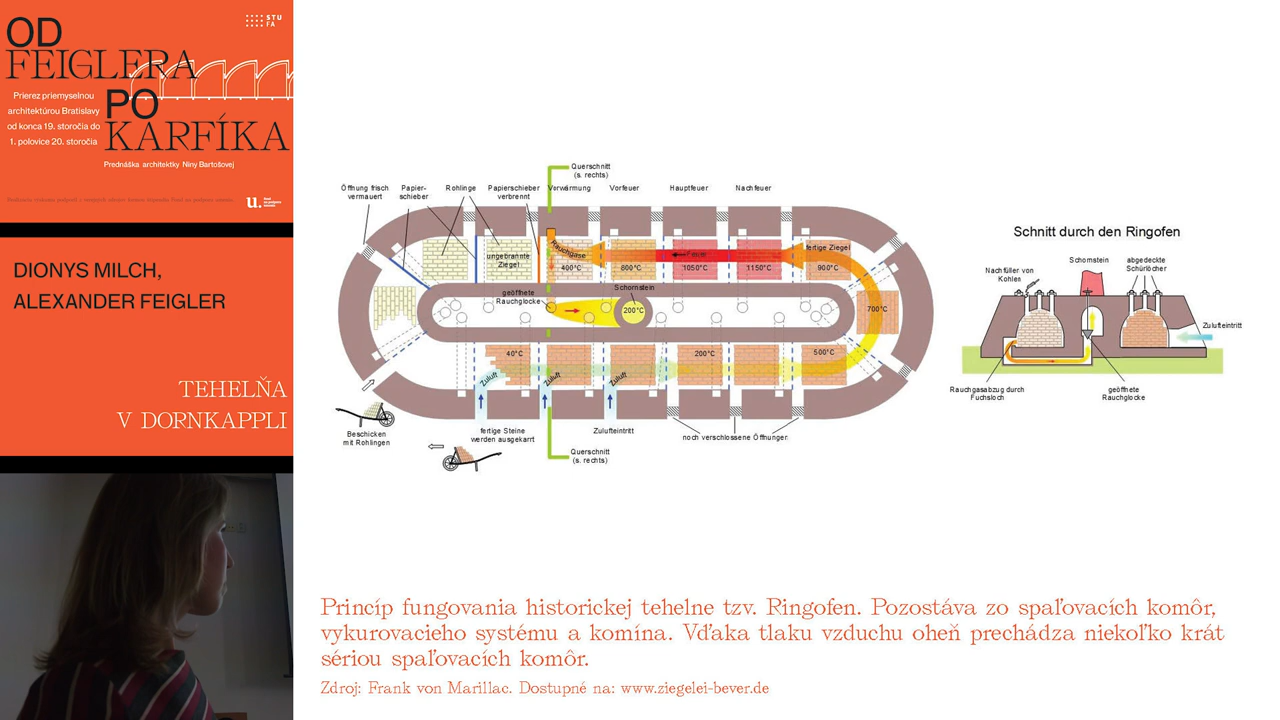 OD
FEIGLERA
PO
KARFÍKA
STU
FA
Prierez priemyselnou
architektúrou Bratislavy
od konca 19. storočia do
1. polovice 20. storočia
Prednáška architektky Niny Bartošovej
u.
DIONYS MILCH,
ALEXANDER FEIGLER
TEHELŇA
V DORNKAPPLI
Querschnitt
(s. rechts)
Öffnung frisch
vermauert
Papier-
schieber
Rohlinge
Papierschieber
verbrennt
Vorwärmung
Vorfeuer
Hauptfeuer
Nachfeuer
ungebrannte
Ziegel
Rauchgase
400°C
800°C
1050°C
1150°C
fertige Ziegel
900°C
geöffnete
Rauchglocke
Schornstein
200°C
700°C
40°C
200°C
500°C
Zuluft
Zuluft
Zuluft
Beschicken
mit Rohlingen
fertige Steine
werden ausgekarrt
Zulufteintritt
noch verschlossene Öffnungen
Querschnitt
(s. rechts)
Schnitt durch den Ringofen
Nachfüller von
Kohlen
Schornstein
abgedeckte
Schürlöcher
Zulufteintritt
Rauchgasabzug durch
Fuchsloch
geöffnete
Rauchglocke
Princíp fungovania historickej tehelne tzv. Ringofen. Pozostáva zo spaľovacích komôr,
vykurovacieho systému a komína. Vďaka tlaku vzduchu oheň prechádza niekoľko krát
sériou spaľovacích komôr.
Zdroj: Frank von Marillac. Dostupné na: www.ziegelei-bever.de